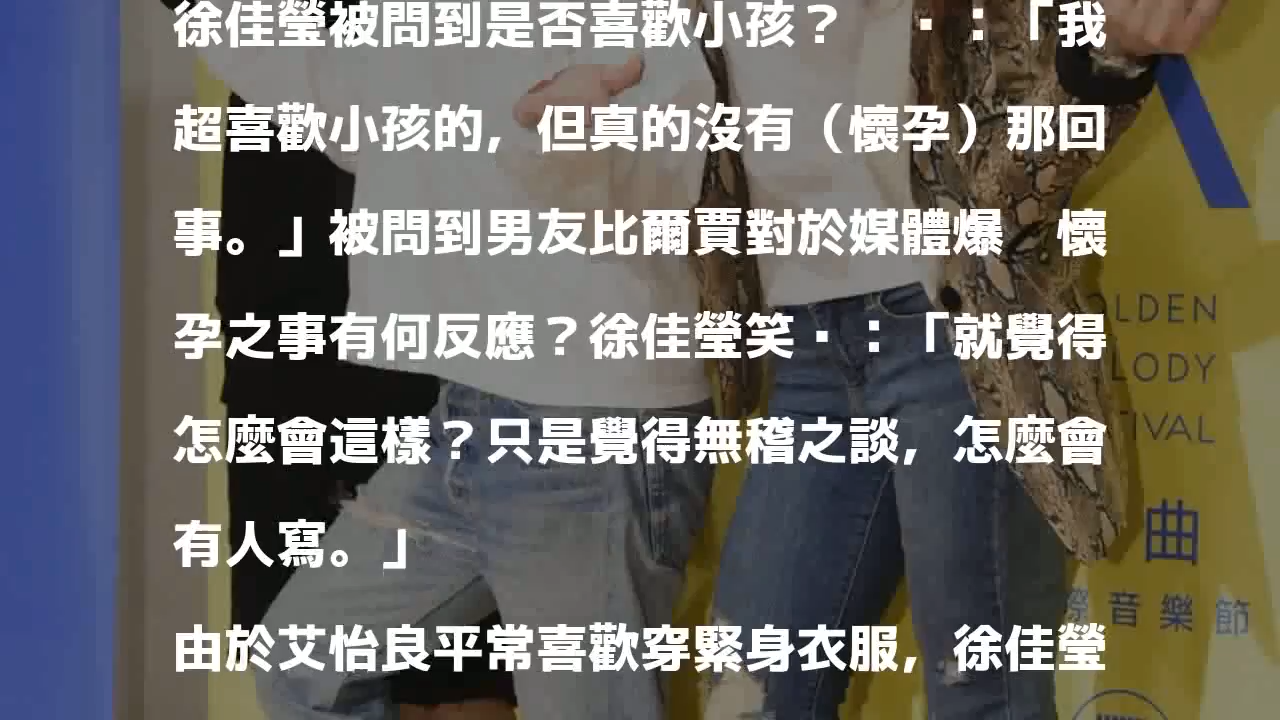 徐佳瑩被問到是否喜歡小孩？　▪：「我
超喜歡小孩的，但真的沒有（懷孕）那回
事。」被問到男友比爾賈對於媒體爆　懷
孕之事有何反應？徐佳瑩笑▪：「就覺得
怎麼會這樣？只是覺得無稽之談，怎麼會
有人寫。」
由於艾怡良平常喜歡穿緊身衣服，徐佳瑩
OLDEN
LODY
IVAL
曲
際音樂節